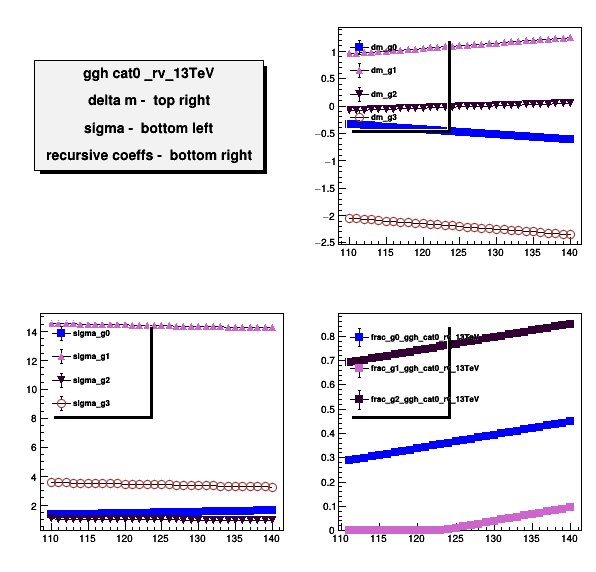 ggh cat0 _rv_13TeV
delta m - top right
sigma - bottom left
recursive coeffs - bottom right
dm_g0
dm_g1
dm_g2
dm_g3
1
0.5
0
−0.5
−1
−1.5
−2
−2.5
110 115 120 125 130 135 140
sigma_g0
sigma_g1
sigma_g2
sigma_g3
14
12
10
8
6
4
2
110 115 120 125 130 135 140
frac_g0_ggh_cat0_rv_13TeV
frac_g1_ggh_cat0_rv_13TeV
frac_g2_ggh_cat0_rv_13TeV
0.8
0.7
0.6
0.5
0.4
0.3
0.2
0.1
0
110 115 120 125 130 135 140